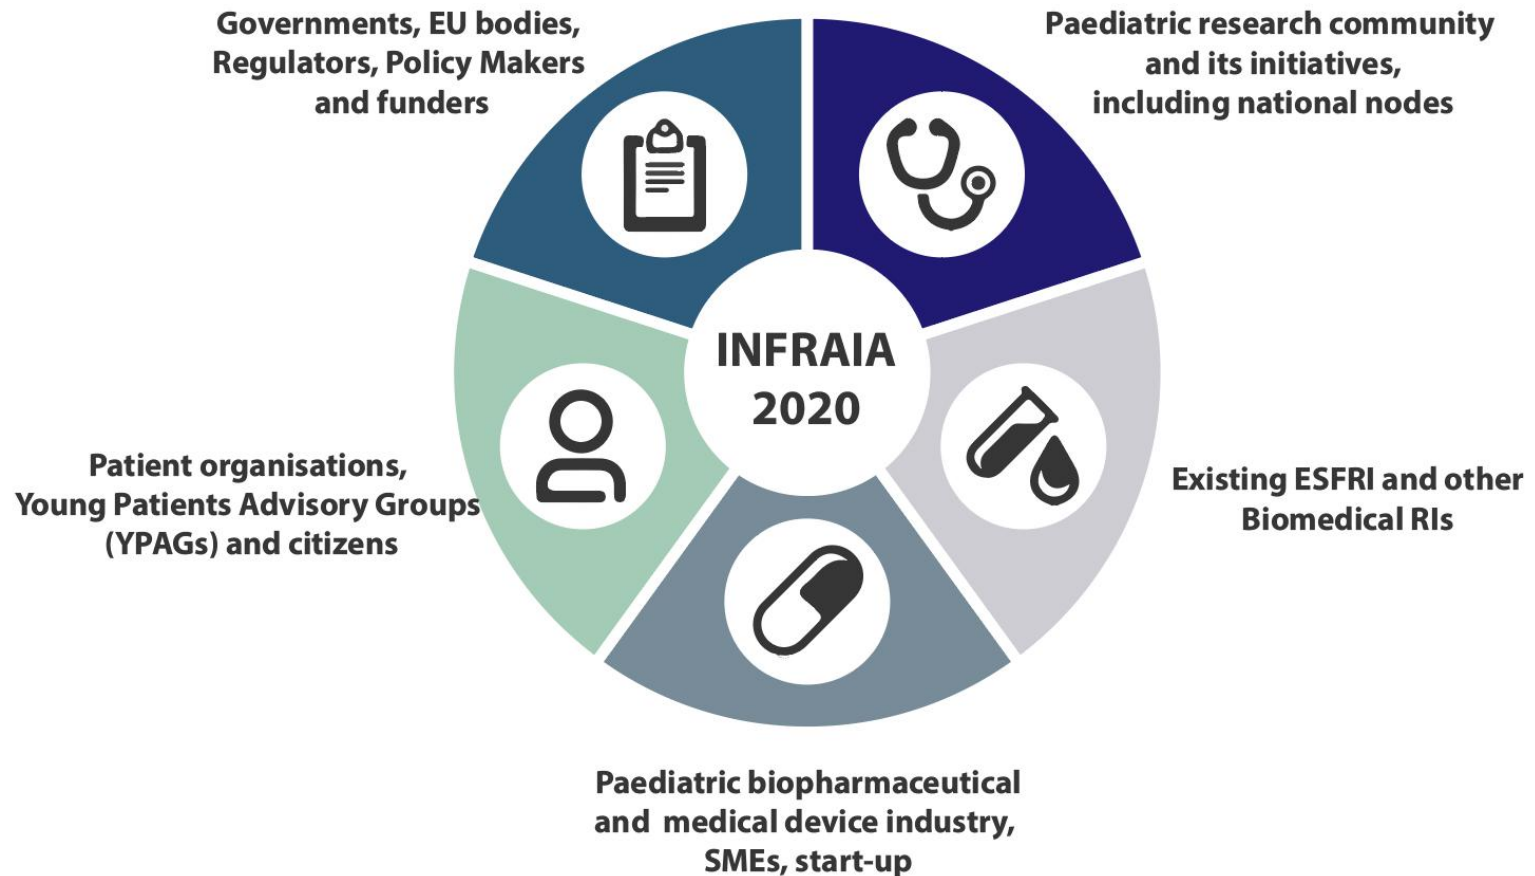 Governments, EU bodies,
Regulators, Policy Makers
and funders
Paediatric research community
and its initiatives,
including national nodes
INFRAIA
2020
Patient organisations,
Young Patients Advisory Groups
(YPAGs) and citizens
Existing ESFRI and other
Biomedical RIs
Paediatric biopharmaceutical
and medical device industry,
SMEs, start-up